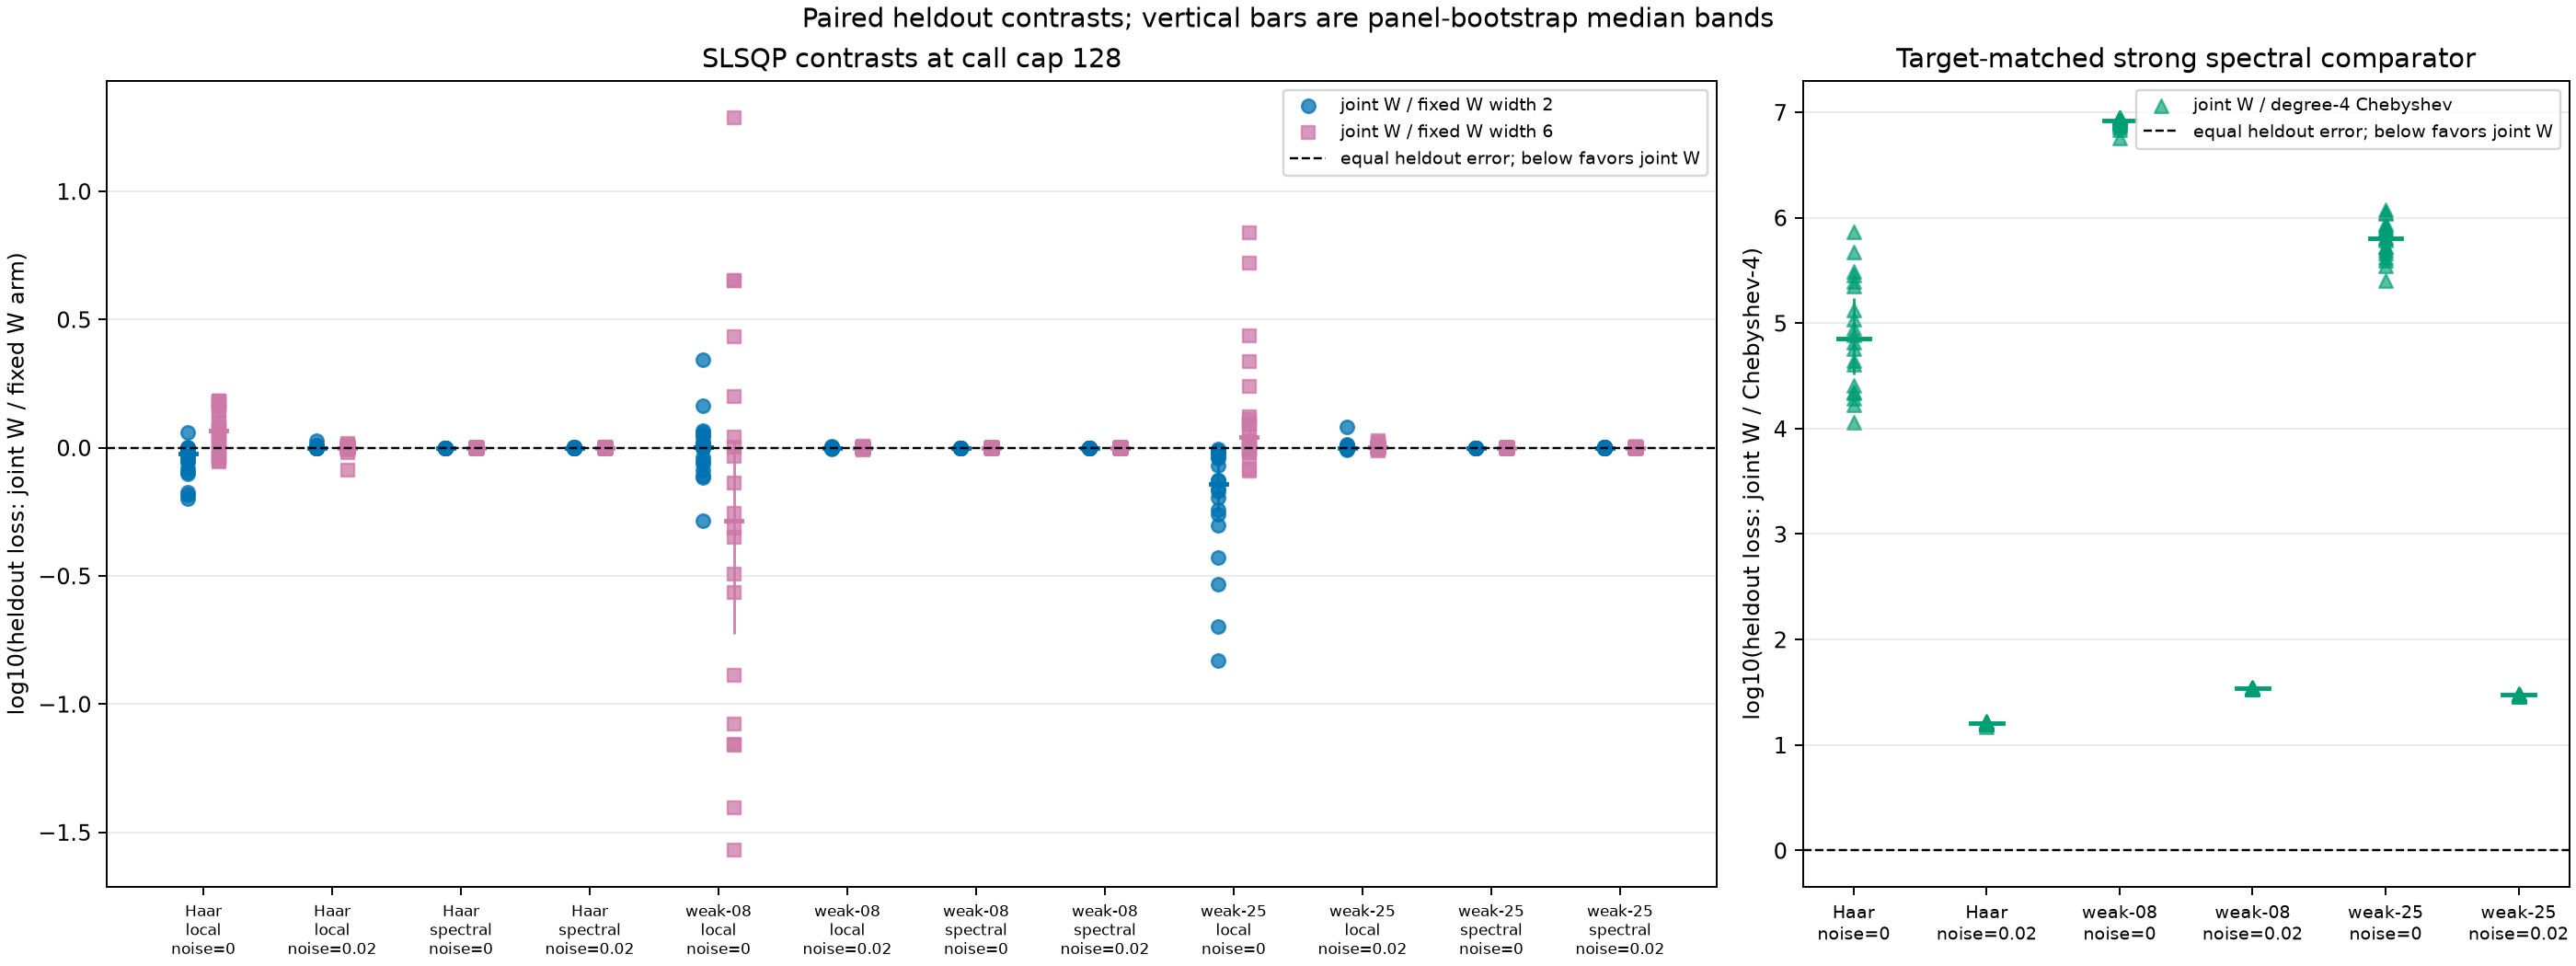 Paired heldout contrasts; vertical bars are panel-bootstrap median bands
SLSQP contrasts at call cap 128
log10(heldout loss: joint W / fixed W arm)
1.0
0.5
0.0
−0.5
−1.0
−1.5
joint W / fixed W width 2
joint W / fixed W width 6
equal heldout error; below favors joint W
Haar
local
noise=0
Haar
local
noise=0.02
Haar
spectral
noise=0
Haar
spectral
noise=0.02
weak-08
local
noise=0
weak-08
local
noise=0.02
weak-08
spectral
noise=0
weak-08
spectral
noise=0.02
weak-25
local
noise=0
weak-25
local
noise=0.02
weak-25
spectral
noise=0
weak-25
spectral
noise=0.02
Target-matched strong spectral comparator
log10(heldout loss: joint W / Chebyshev-4)
7
6
5
4
3
2
1
0
joint W / degree-4 Chebyshev
equal heldout error; below favors joint W
Haar
noise=0
Haar
noise=0.02
weak-08
noise=0
weak-08
noise=0.02
weak-25
noise=0
weak-25
noise=0.02